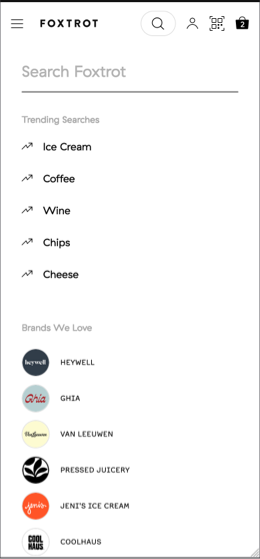 FOXTROT
2
Search Foxtrot
Trending Searches
Ice Cream
Coffee
Wine
Chips
Cheese
Brands We Love
heywell HEYWELL
Ghia GHIA
VanLeeuwen VAN LEEUWEN
PRESSED JUICERY
jeni's JENI'S ICE CREAM
COOL HAUS COOLHAUS